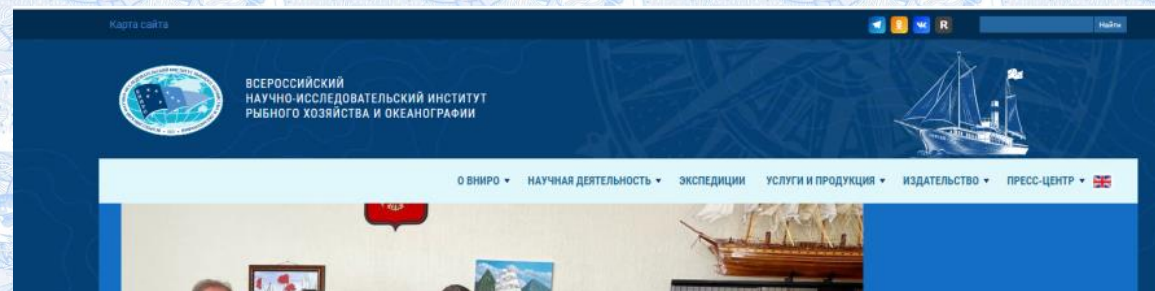 Карта сайта
R
Найти
ВСЕРОССИЙСКИЙ
НАУЧНО-ИССЛЕДОВАТЕЛЬСКИЙ ИНСТИТУТ
РЫБНОГО ХОЗЯЙСТВА И ОКЕАНОГРАФИИ
О ВНИРО НАУЧНАЯ ДЕЯТЕЛЬНОСТЬ ЭКСПЕДИЦИИ УСЛУГИ И ПРОДУКЦИЯ ИЗДАТЕЛЬСТВО ПРЕСС-ЦЕНТР